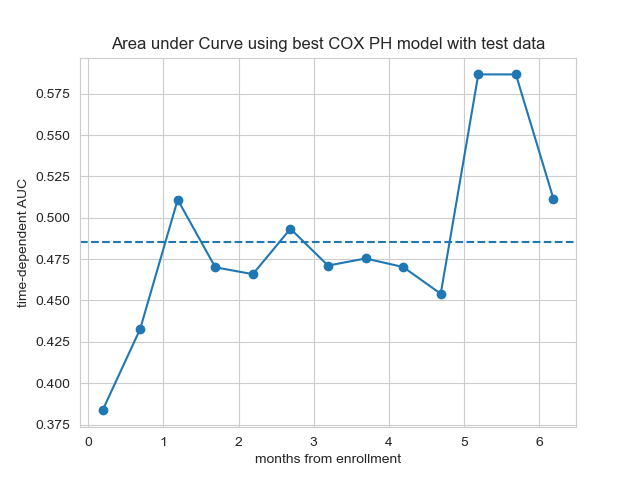 Area under Curve using best COX PH model with test data
time-dependent AUC
0.575
0.550
0.525
0.500
0.475
0.450
0.425
0.400
0.375
0 1 2 3 4 5 6
months from enrollment